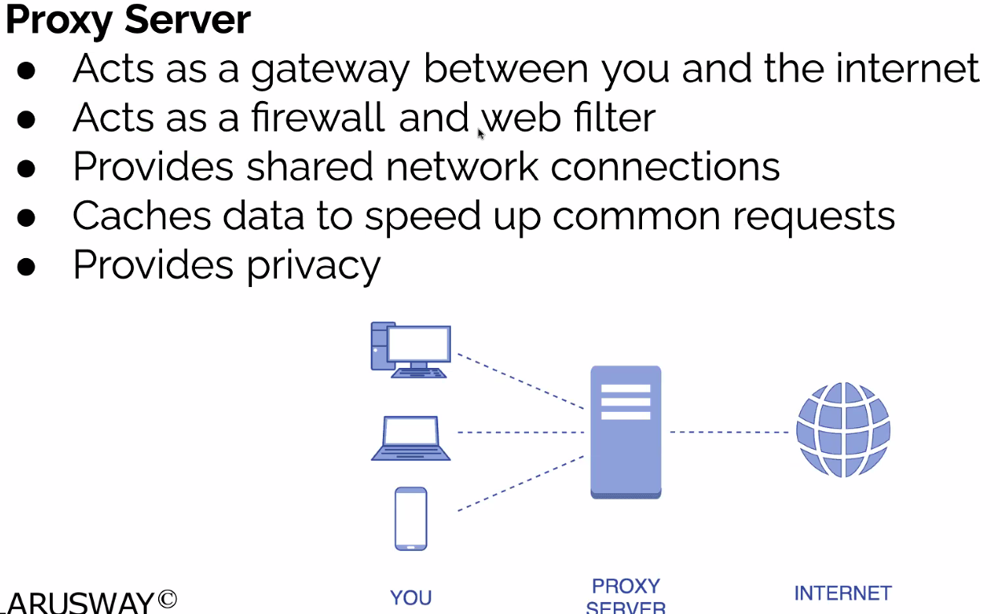 Proxy Server
● Acts as a gateway between you and the internet
● Acts as a firewall and web filter
● Provides shared network connections
● Caches data to speed up common requests
● Provides privacy
YOU
PROXY
SERVER
INTERNET
LARUSWAY©